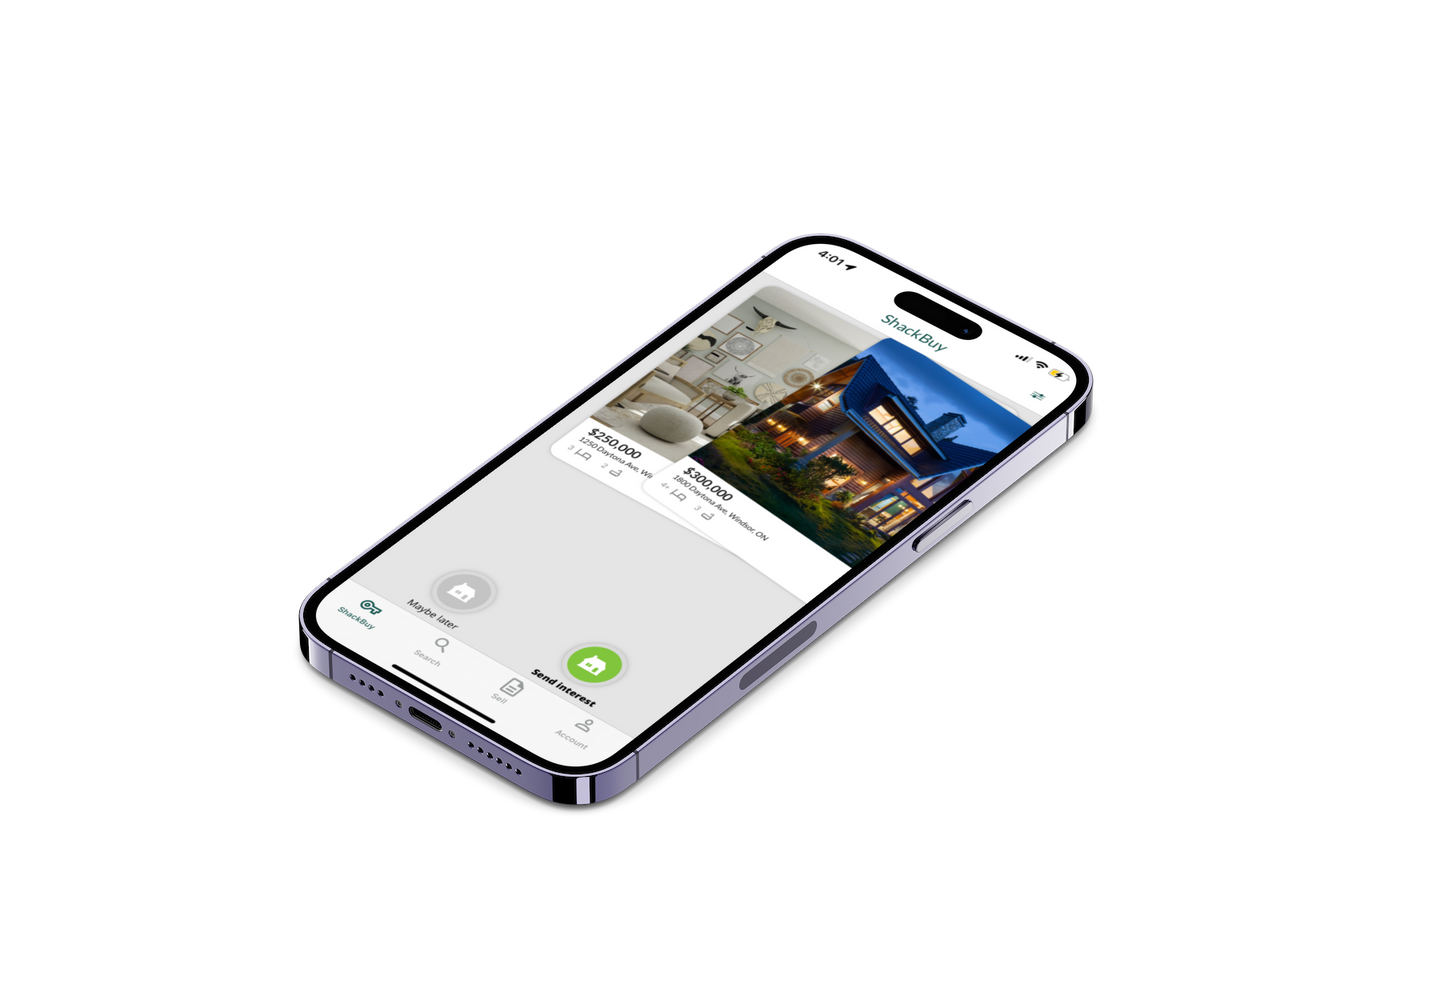 4:01
ShackBuy
$250,000
1250 Daytona Ave, Wi
3 2
$300,000
1800 Daytona Ave, Windsor, ON
4+ 3
Maybe later
Send interest
ShackBuy
Search
Sell
Account